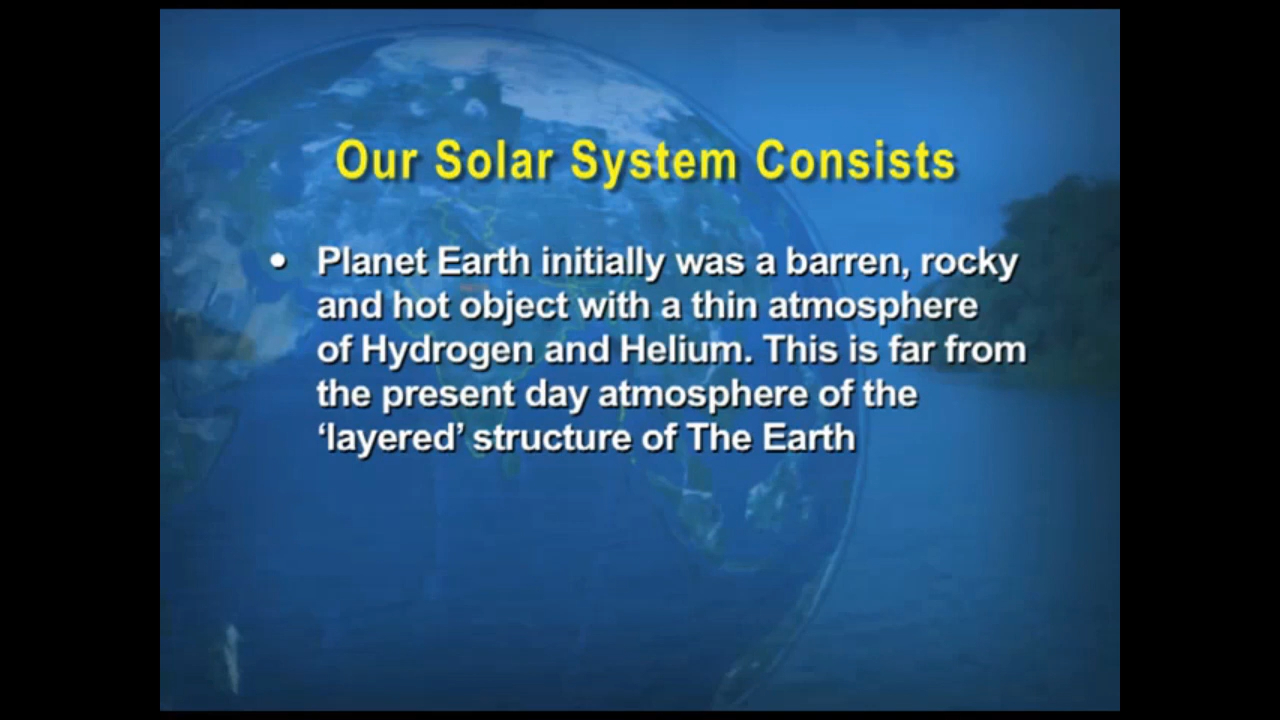 Our Solar System Consists
• Planet Earth initially was a barren, rocky
and hot object with a thin atmosphere
of Hydrogen and Helium. This is far from
the present day atmosphere of the
‘layered’ structure of The Earth